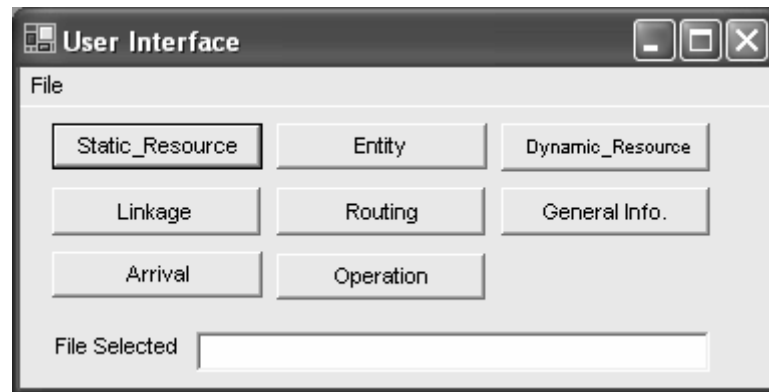 User Interface
File
Static_Resource Entity Dynamic_Resource
Linkage Routing General Info.
Arrival Operation
File Selected